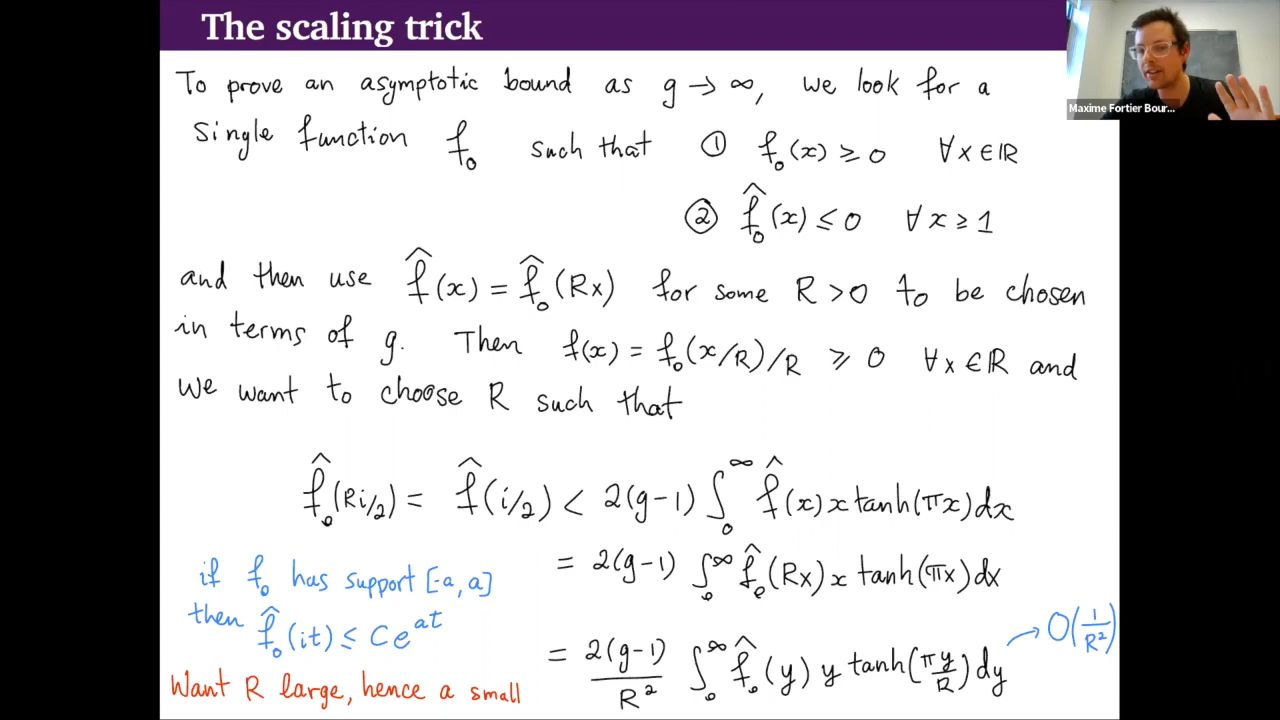 The scaling trick
To prove an asymptotic bound as g → ∞, we look for a
single function f₀ such that ① f₀(x) ≥ 0 ∀x∈ℝ
② f̂₀(x) ≤ 0 ∀x ≥ 1
and then use f̂(x) = f̂₀(Rx) for some R > 0 to be chosen
in terms of g. Then f(x) = f₀(x/R)/R ≥ 0 ∀x∈ℝ and
we want to choose R such that
f̂₀(Ri/2) = f̂(i/2) < 2(g-1) ∫₀^∞ f̂(x) x tanh(πx) dx
= 2(g-1) ∫₀^∞ f̂₀(Rx) x tanh(πx) dx
= 2(g-1)/R² ∫₀^∞ f̂₀(y) y tanh(πy/R) dy
→ O(1/R²)
if f₀ has support [-a, a]
then f̂₀(it) ≤ Ce^{at}
Want R large, hence a small
Maxime Fortier Bour...